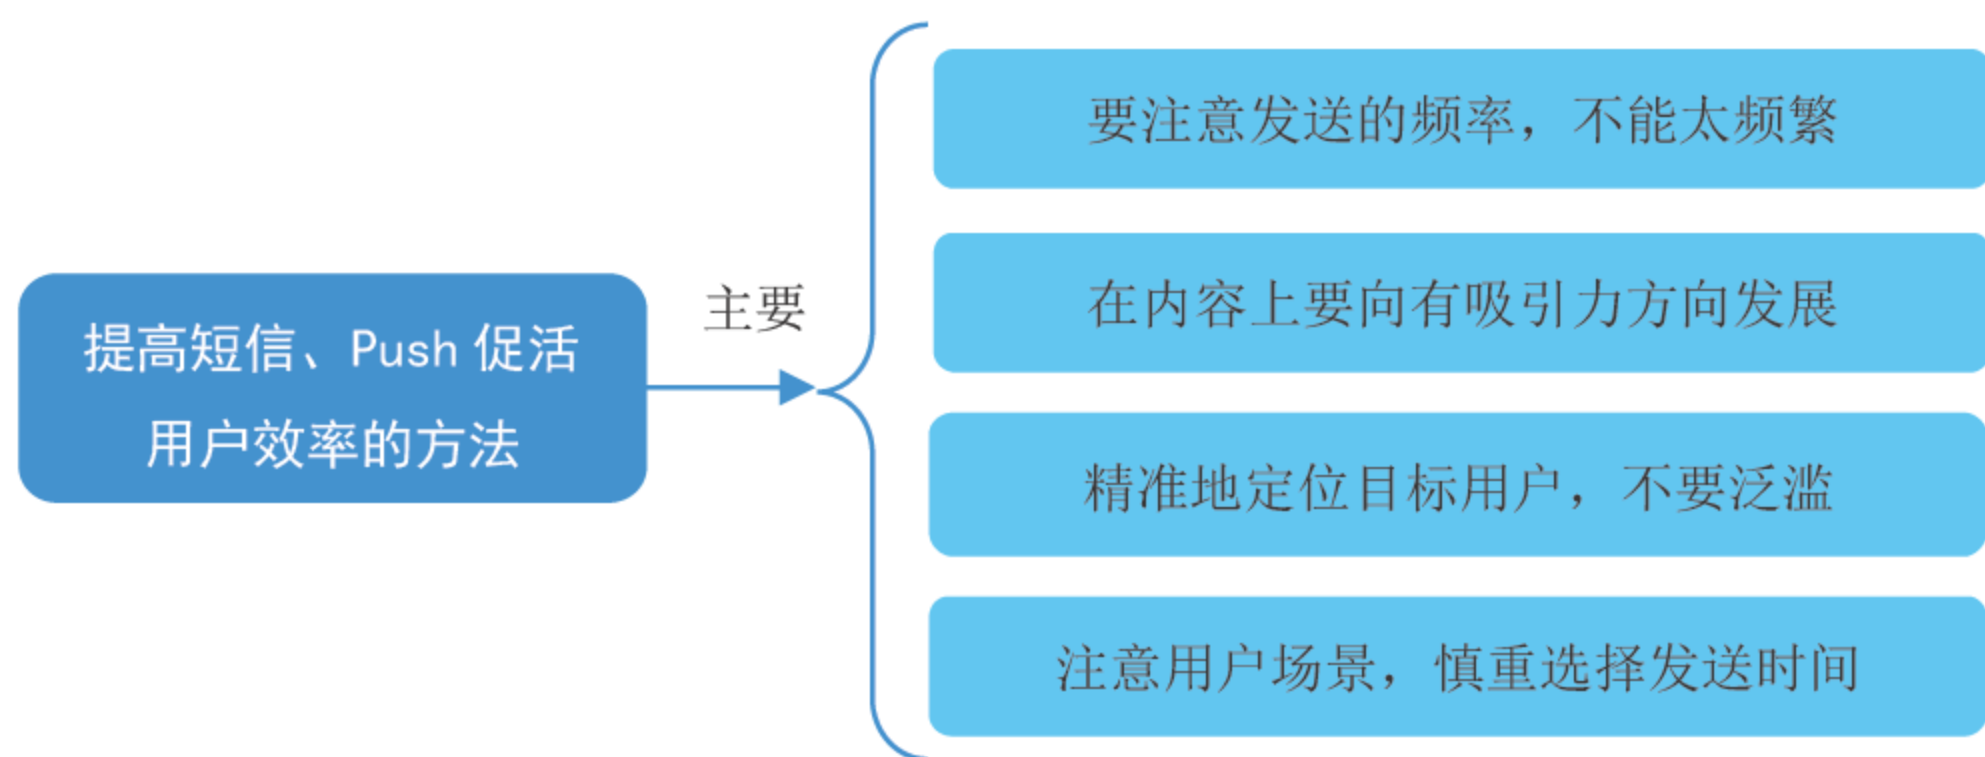 提高短信、Push 促活
用户效率的方法
主要
要注意发送的频率，不能太频繁
在内容上要向有吸引力方向发展
精准地定位目标用户，不要泛滥
注意用户场景，慎重选择发送时间